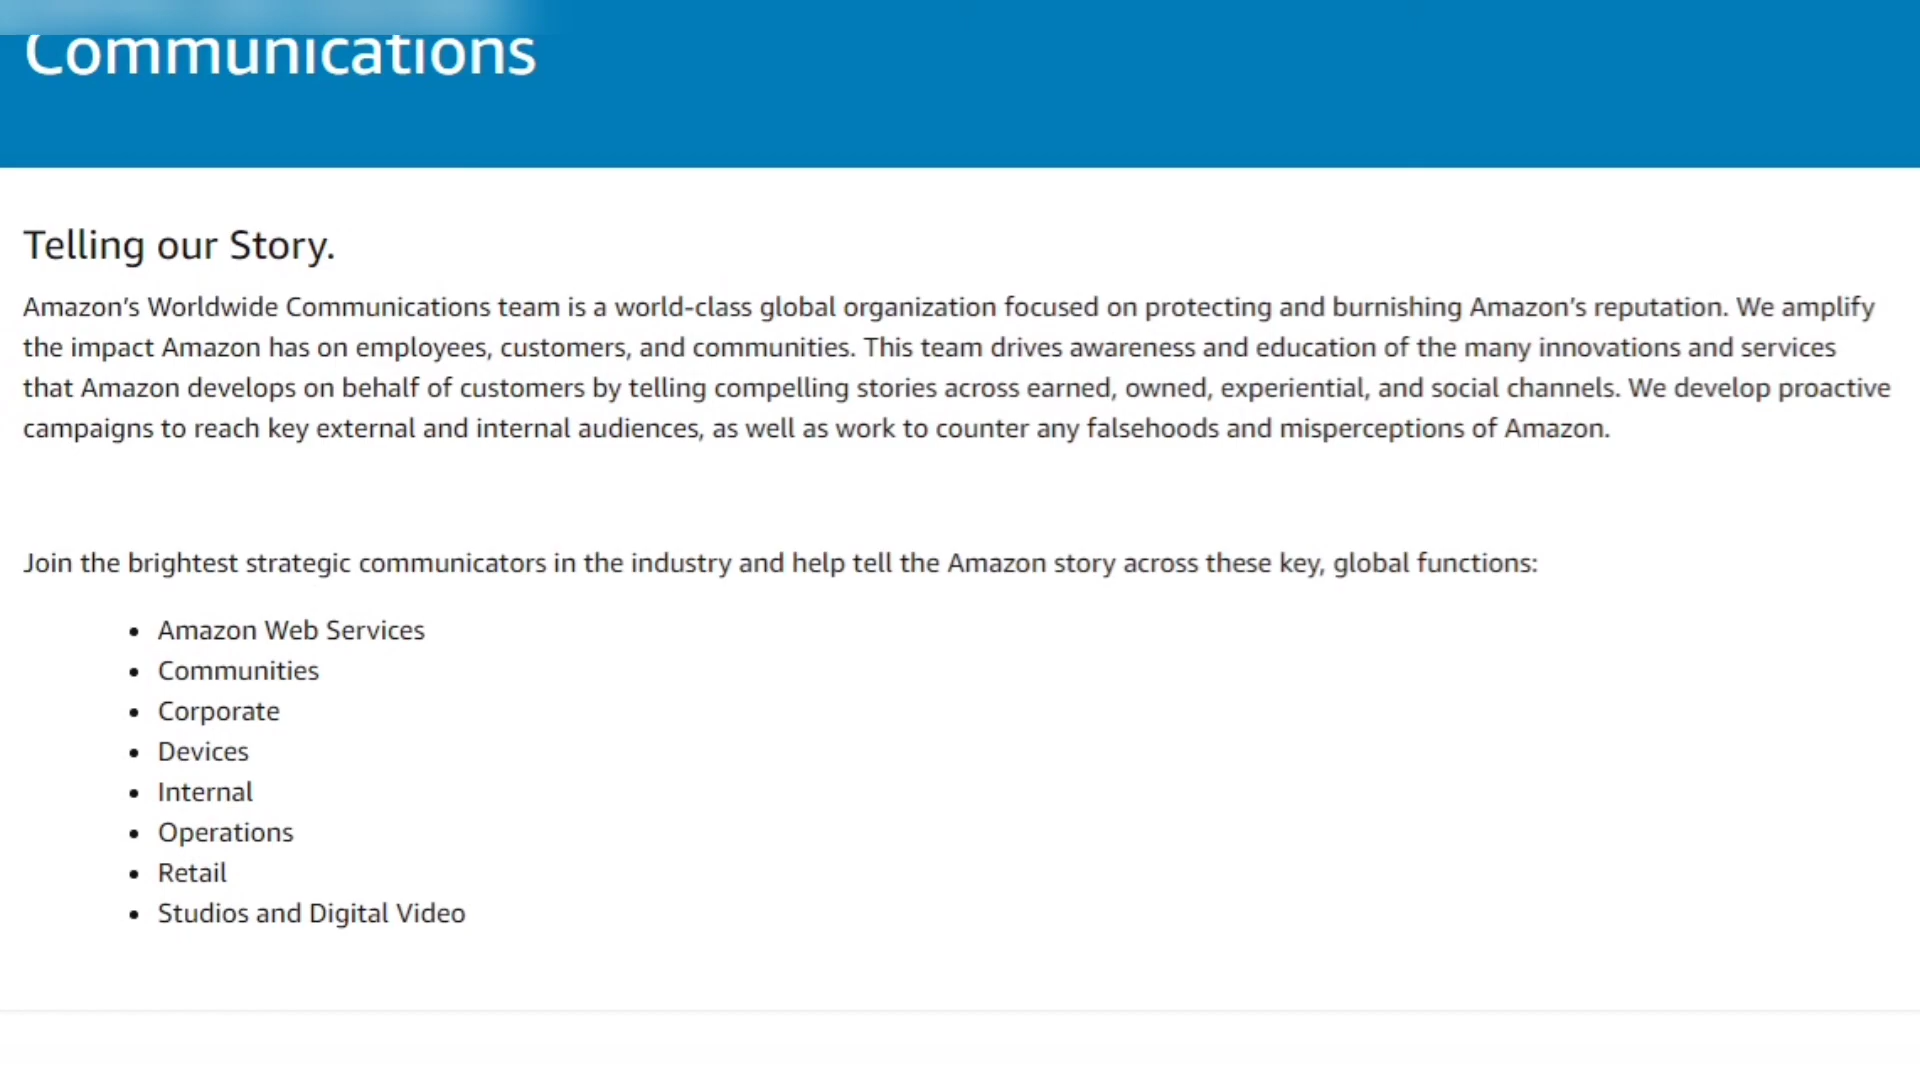 Communications
Telling our Story.
Amazon’s Worldwide Communications team is a world-class global organization focused on protecting and burnishing Amazon’s reputation. We amplify
the impact Amazon has on employees, customers, and communities. This team drives awareness and education of the many innovations and services
that Amazon develops on behalf of customers by telling compelling stories across earned, owned, experiential, and social channels. We develop proactive
campaigns to reach key external and internal audiences, as well as work to counter any falsehoods and misperceptions of Amazon.
Join the brightest strategic communicators in the industry and help tell the Amazon story across these key, global functions:
• Amazon Web Services
• Communities
• Corporate
• Devices
• Internal
• Operations
• Retail
• Studios and Digital Video